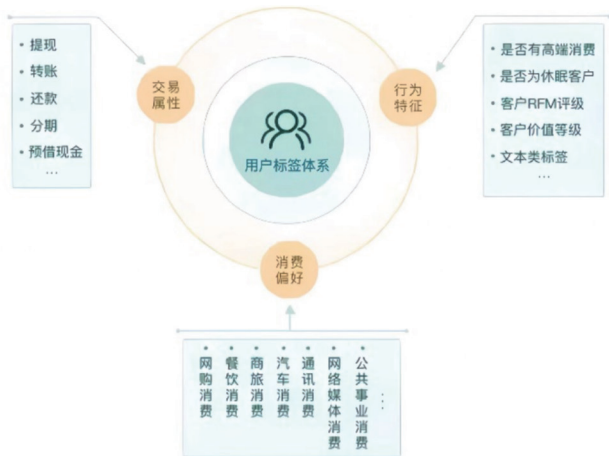 • 提现
• 转账
• 还款
• 分期
• 预借现金
...
交易
属性
行为
特征
• 是否有高端消费
• 是否为休眠客户
• 客户RFM评级
• 客户价值等级
• 文本类标签
...
用户标签体系
消费
偏好
• 网购消费
• 餐饮消费
• 商旅消费
• 汽车消费
• 通讯消费
• 网络媒体消费
• 公共事业消费
...